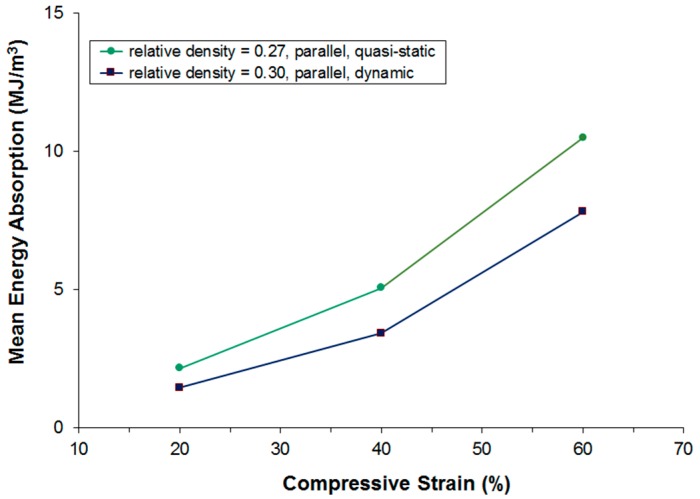 15
relative density = 0.27, parallel, quasi-static
relative density = 0.30, parallel, dynamic
10
5
0
Mean Energy Absorption (MJ/m³)
10 20 30 40 50 60 70
Compressive Strain (%)